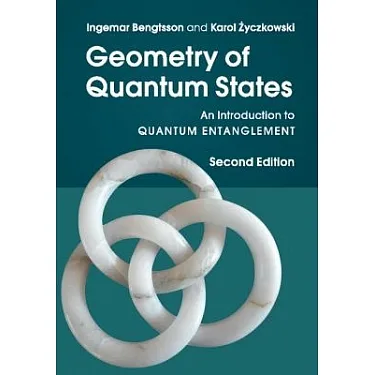 Ingemar Bengtsson and Karol Życzkowski
Geometry of
Quantum States
An Introduction to
QUANTUM ENTANGLEMENT
Second Edition